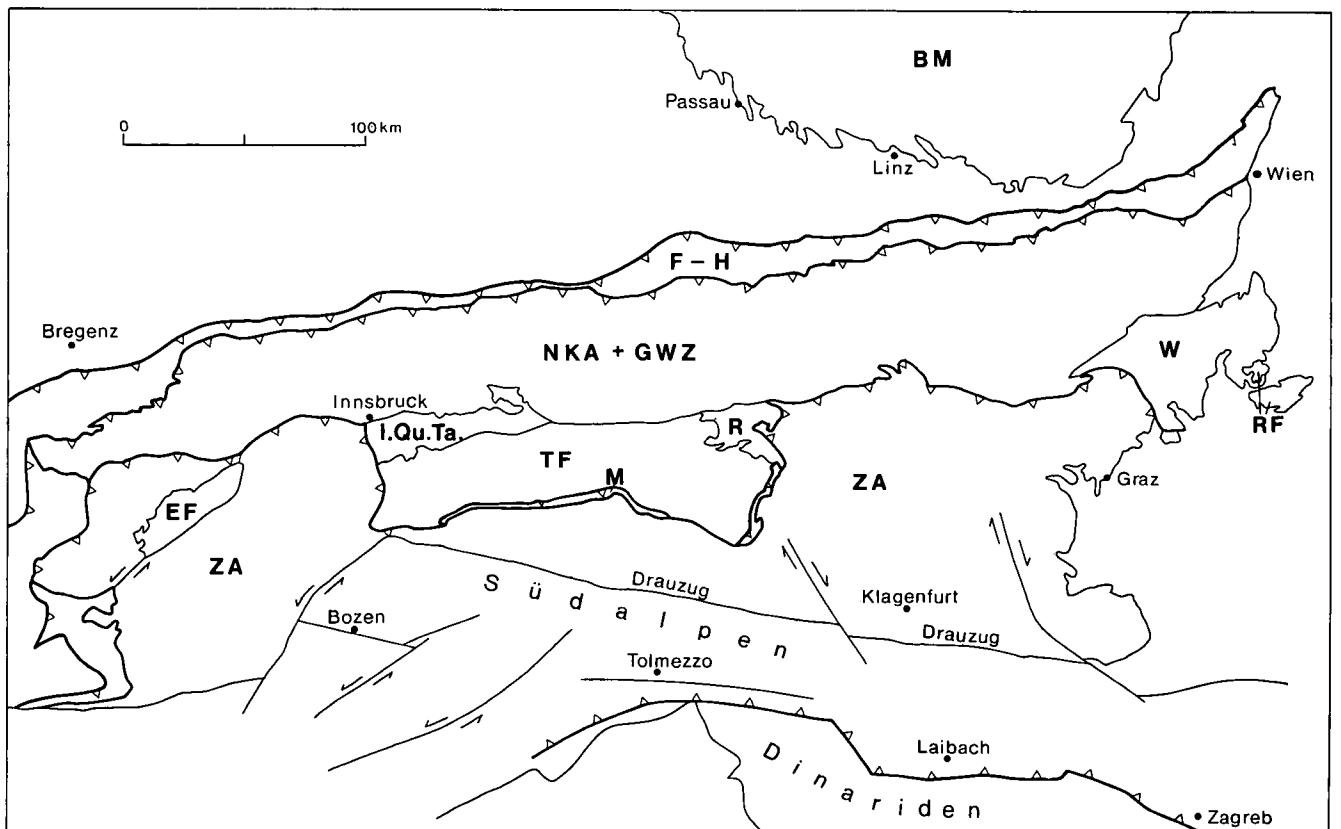 BM
Passau
0
100 km
Linz
Wien
F – H
Bregenz
NKA + GWZ
W
Innsbruck
I.Qu.Ta.
R
RF
TF
M
ZA
Graz
EF
ZA
Drauzug
Südalpen
Klagenfurt
Bozen
Drauzug
Tolmezzo
Laibach
Dinariden
Zagreb